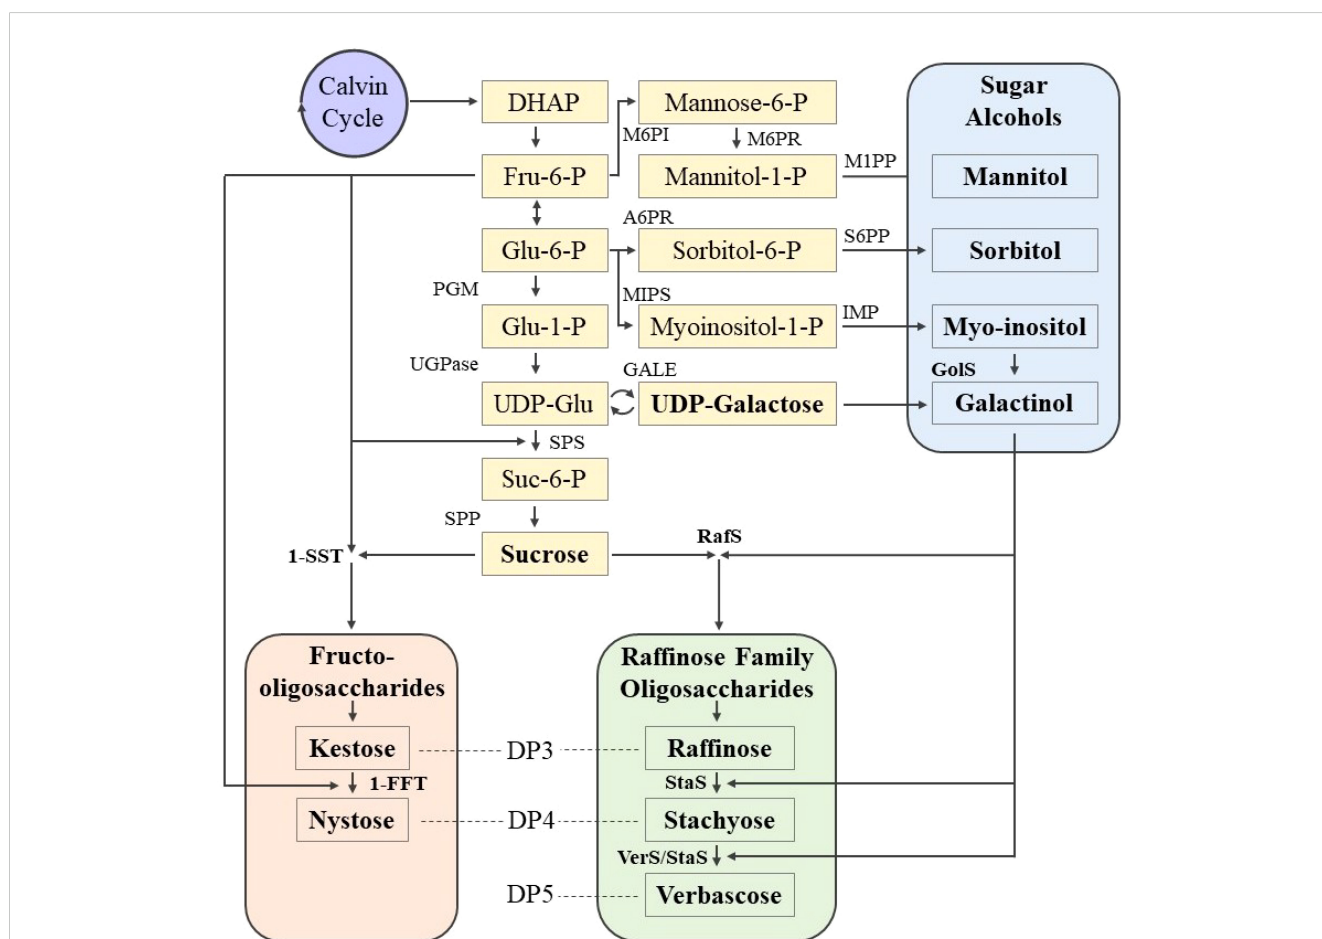 Calvin
Cycle
DHAP
Mannose-6-P
Sugar
Alcohols
M6PI
M6PR
Fru-6-P
Mannitol-1-P
M1PP
Mannitol
A6PR
Glu-6-P
Sorbitol-6-P
S6PP
Sorbitol
PGM
MIPS
Glu-1-P
Myoinositol-1-P
IMP
Myo-inositol
UGPase
GALE
GolS
UDP-Glu
UDP-Galactose
Galactinol
SPS
Suc-6-P
SPP
RafS
1-SST
Sucrose
Fructo-
oligosaccharides
Raffinose Family
Oligosaccharides
Kestose
DP3
Raffinose
1-FFT
StaS
Nystose
DP4
Stachyose
VerS/StaS
DP5
Verbascose